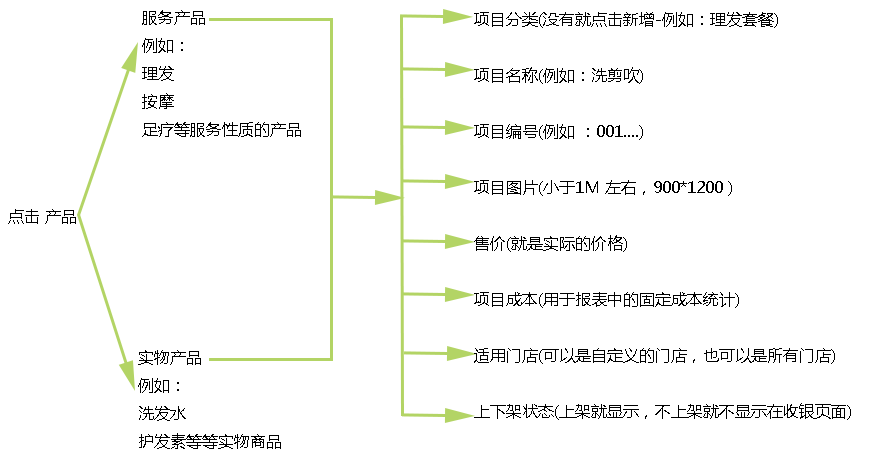 点击 产品
服务产品
例如：
理发
按摩
足疗等服务性质的产品
实物产品
例如：
洗发水
护发素等等实物商品
项目分类(没有就点击新增-例如：理发套餐)
项目名称(例如：洗剪吹)
项目编号(例如 ：001....)
项目图片(小于1M 左右，900*1200 )
售价(就是实际的价格)
项目成本(用于报表中的固定成本统计)
适用门店(可以是自定义的门店，也可以是所有门店)
上下架状态(上架就显示，不上架就不显示在收银页面)